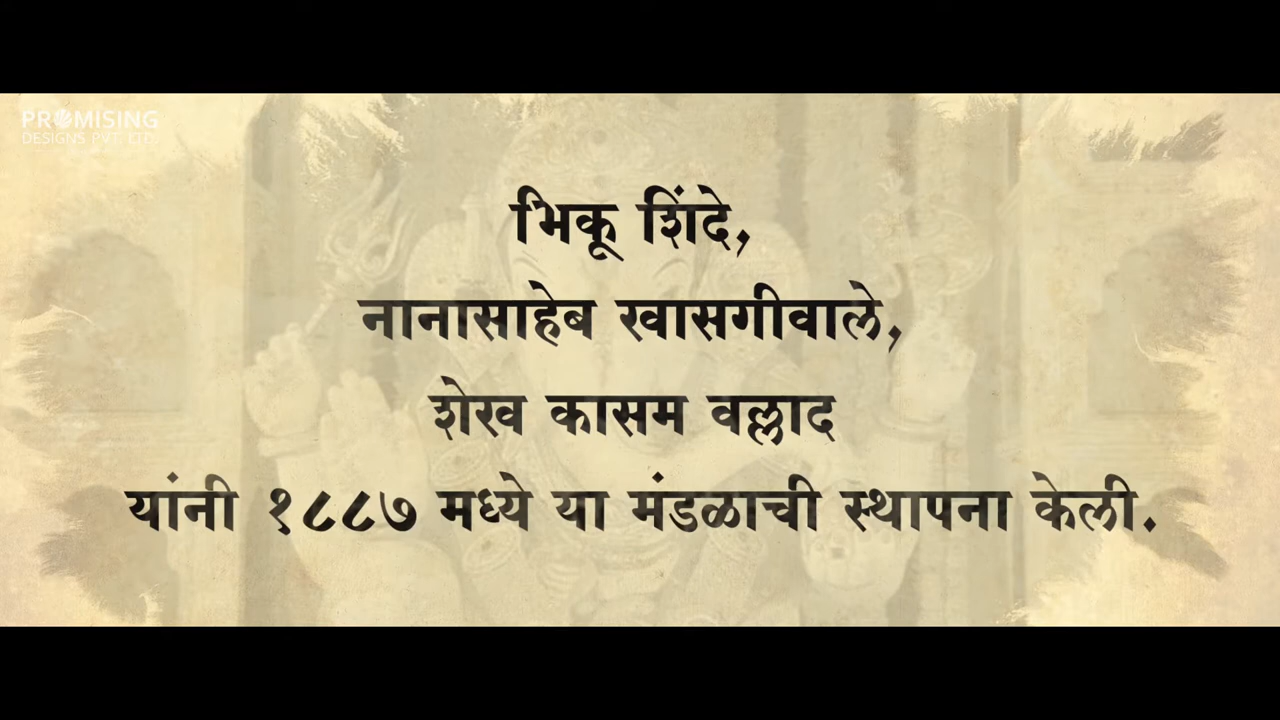 PROMISING
DESIGNS PVT. LTD.
भिकू शिंदे,
नानासाहेब खासगीवाले,
शेख कासम वल्लाद
यांनी १८८७ मध्ये या मंडळाची स्थापना केली.